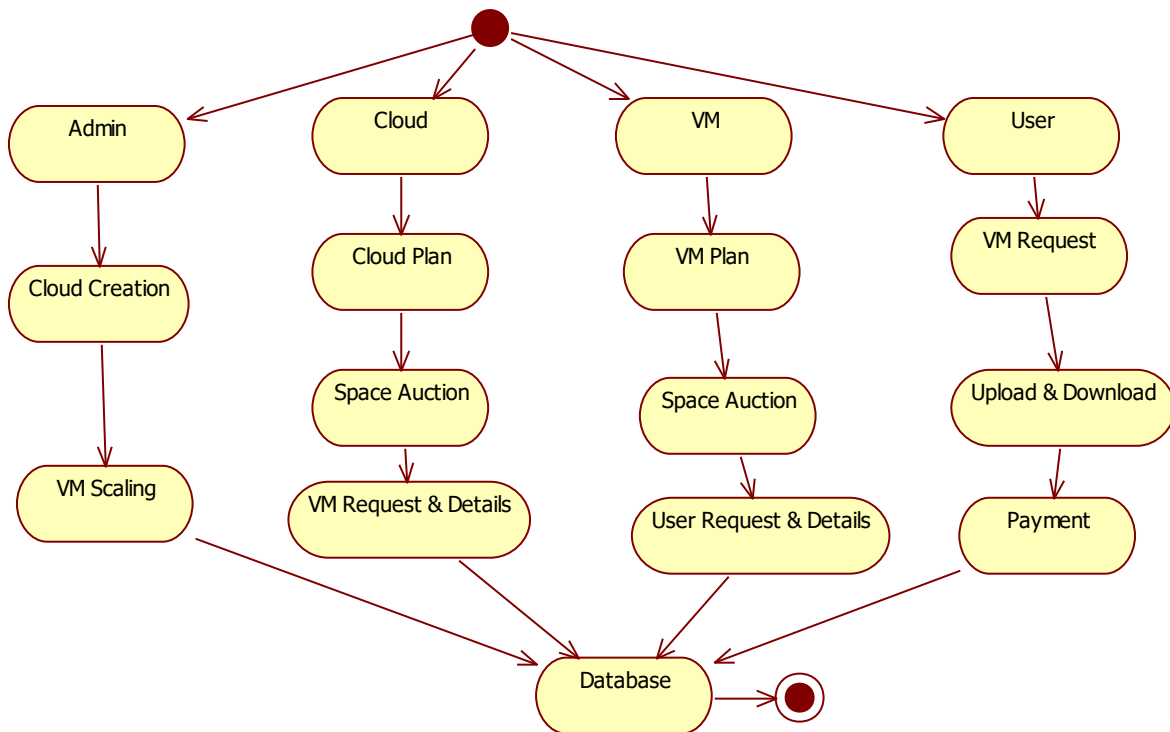 Admin
Cloud
VM
User
Cloud Creation
Cloud Plan
VM Plan
VM Request
Space Auction
Space Auction
Upload & Download
VM Scaling
VM Request & Details
User Request & Details
Payment
Database